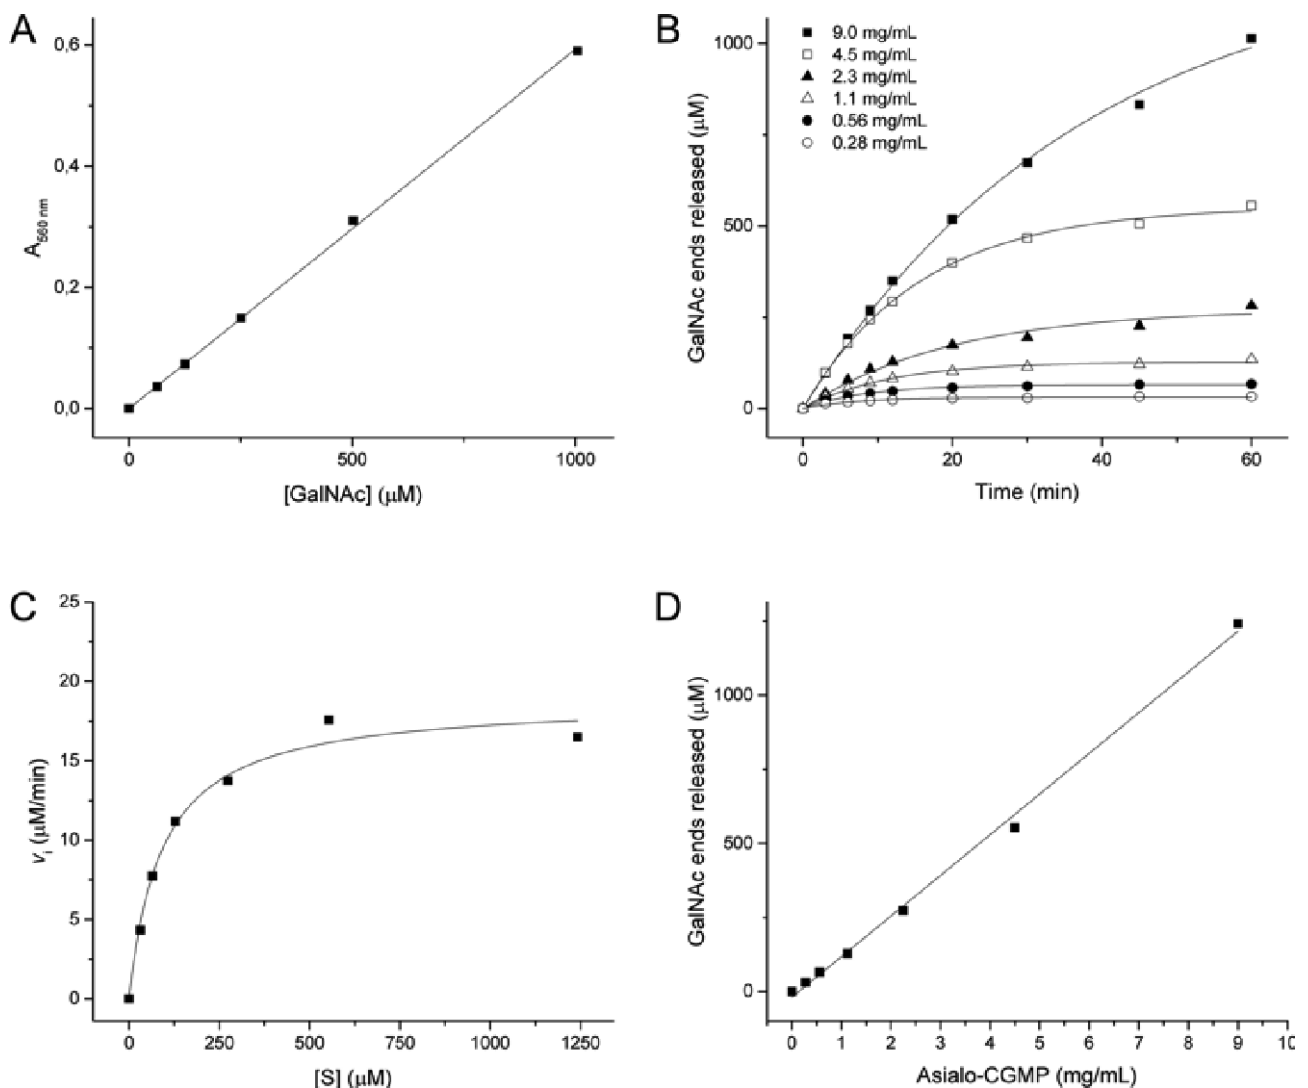 A
0,6
0,4
0,2
0,0
A560 nm
0
500
1000
[GalNAc] (μM)
B
1000
500
0
GalNAc ends released (μM)
9.0 mg/mL
4.5 mg/mL
2.3 mg/mL
1.1 mg/mL
0.56 mg/mL
0.28 mg/mL
0
20
40
60
Time (min)
C
25
20
15
10
5
0
vi (μM/min)
0
250
500
750
1000
1250
[S] (μM)
D
1000
500
0
GalNAc ends released (μM)
0
1
2
3
4
5
6
7
8
9
10
Asialo-CGMP (mg/mL)